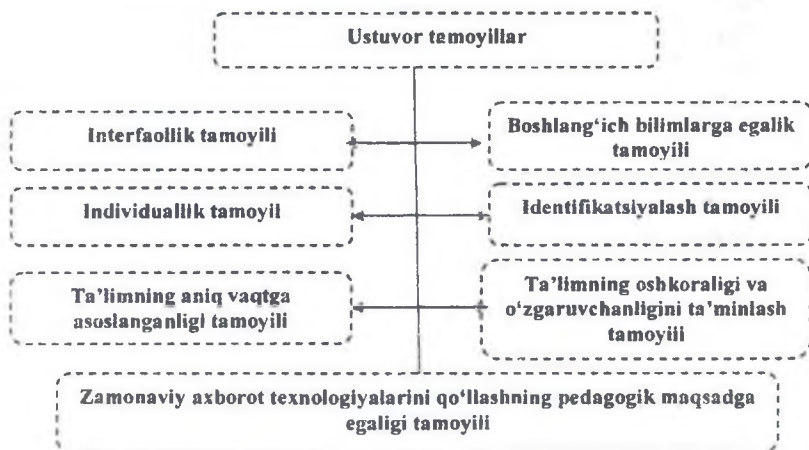 Ustuvor tamoyillar
Interfaollik tamoyili
Boshlang‘ich bilimlarga egalik
tamoyili
Individuallik tamoyil
Identifikatsiyalash tamoyili
Ta’limning aniq vaqtga
asoslanganligi tamoyili
Ta’limning oshkoraligi va
o‘zgaruvchanligini ta’minlash
tamoyili
Zamonaviy axborot texnologiyalarini qo‘llashning pedagogik maqsadga
egaligi tamoyili